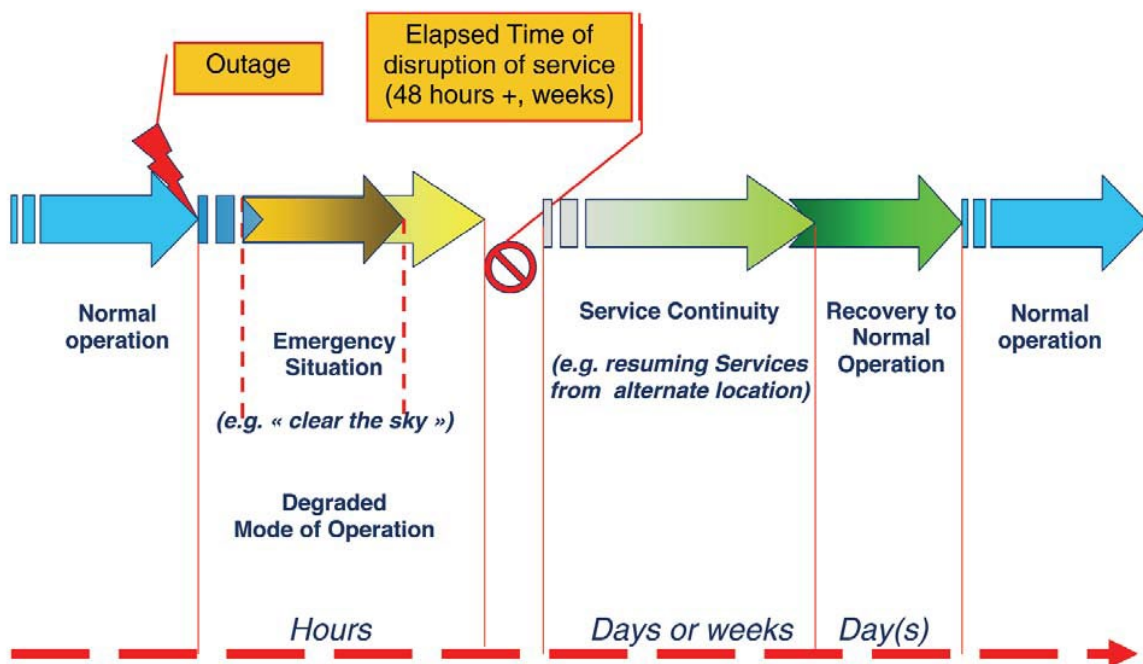 Outage
Elapsed Time of
disruption of service
(48 hours +, weeks)
Normal
operation
Emergency
Situation
(e.g. « clear the sky »)
Degraded
Mode of Operation
Service Continuity
(e.g. resuming Services
from alternate location)
Recovery to
Normal
Operation
Normal
operation
Hours
Days or weeks
Day(s)